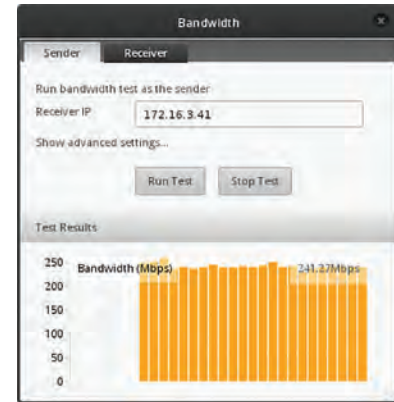 Bandwidth
Sender Receiver
Run bandwidth test as the sender
Receiver IP 172.16.3.41
Show advanced settings...
Run Test Stop Test
Test Results
250 Bandwidth (Mbps) 241.27Mbps
200
150
100
50
0